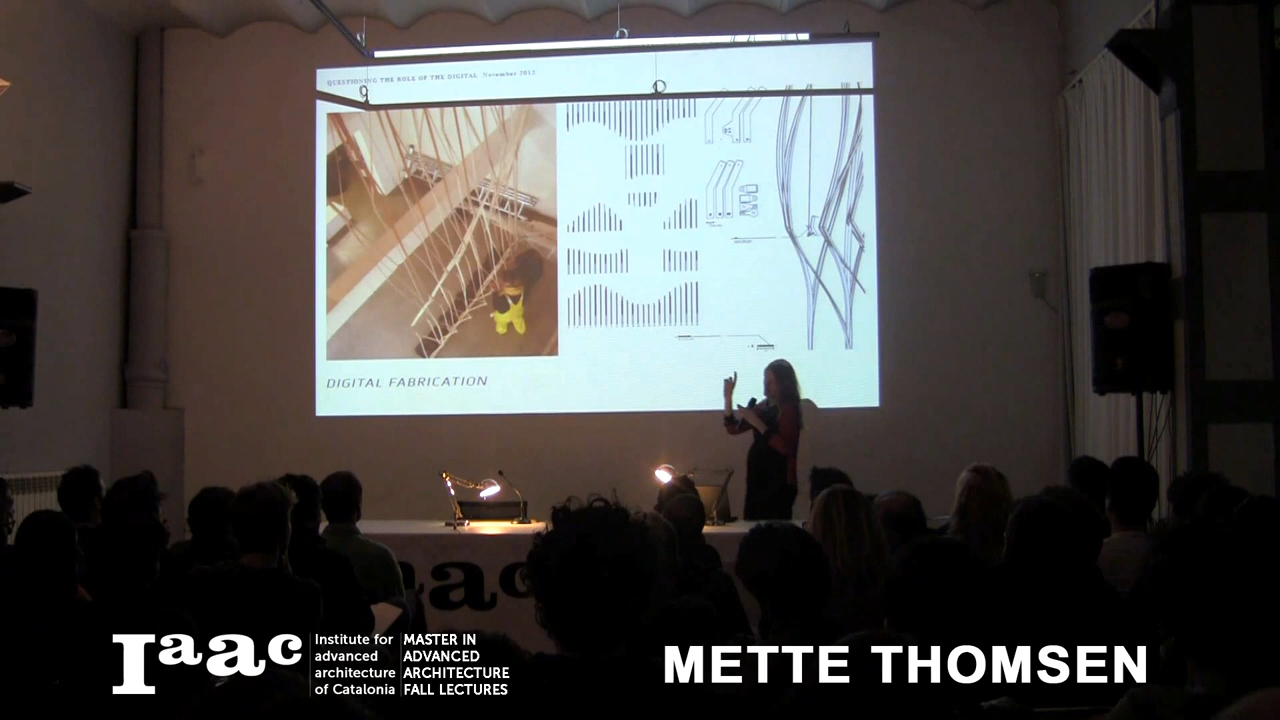 QUESTIONING THE ROLE OF THE DIGITAL November 2012
DIGITAL FABRICATION
aac
Iaac
Institute for
advanced
architecture
of Catalonia
MASTER IN
ADVANCED
ARCHITECTURE
FALL LECTURES
METTE THOMSEN